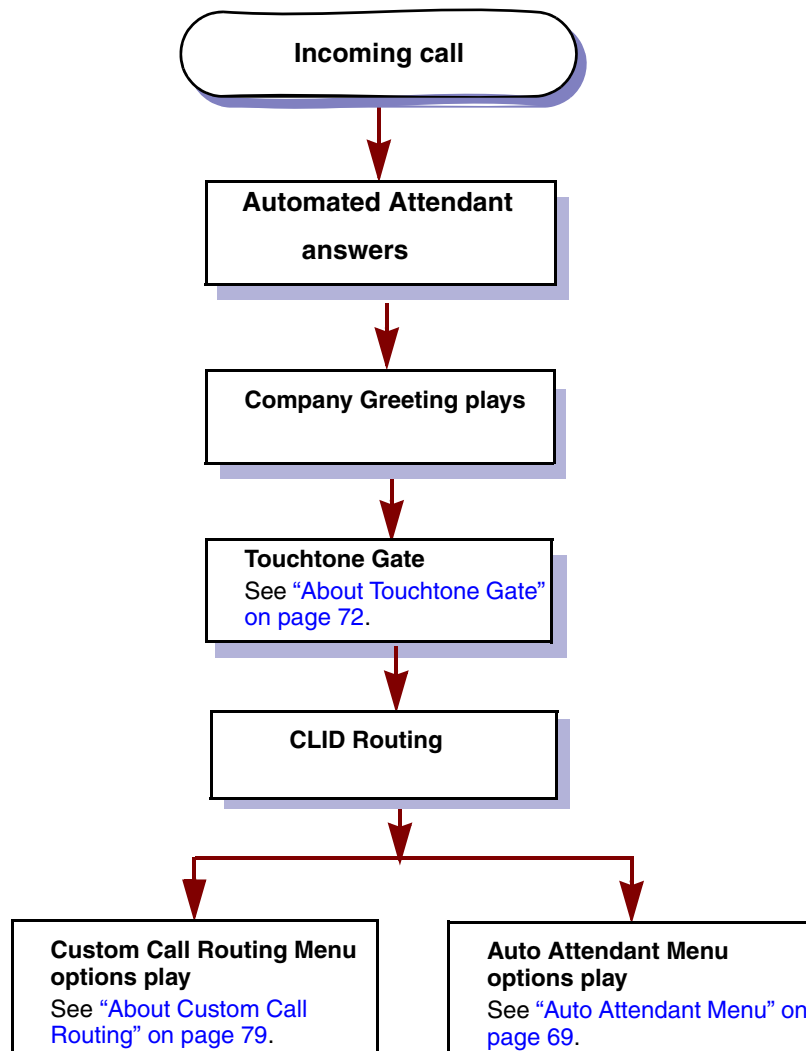 Incoming call
Automated Attendant
answers
Company Greeting plays
Touchtone Gate
See “About Touchtone Gate”
on page 72.
CLID Routing
Custom Call Routing Menu
options play
See “About Custom Call
Routing” on page 79.
Auto Attendant Menu
options play
See “Auto Attendant Menu” on
page 69.